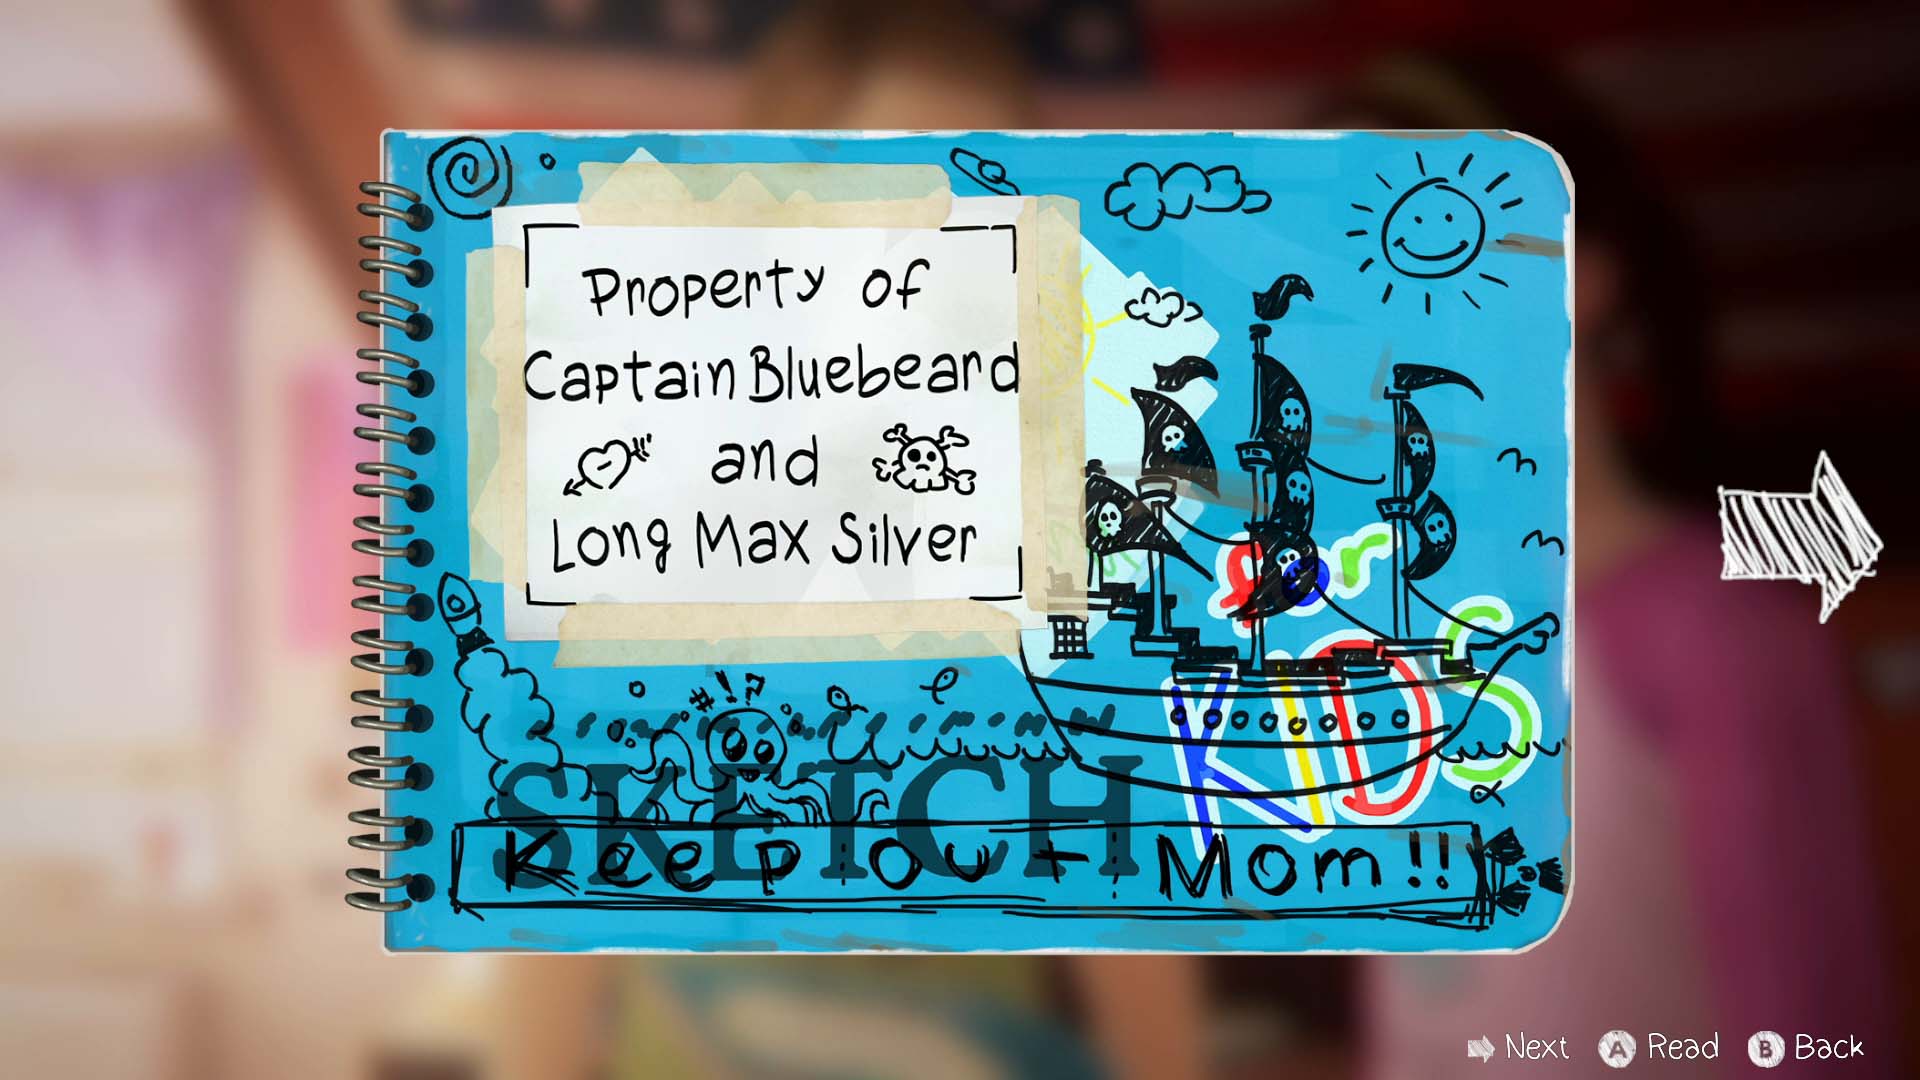 Property of
Captain Bluebeard
and
Long Max Silver
for
KIDS
SKETCH
Keep out Mom!!
#!?
Next A Read B Back